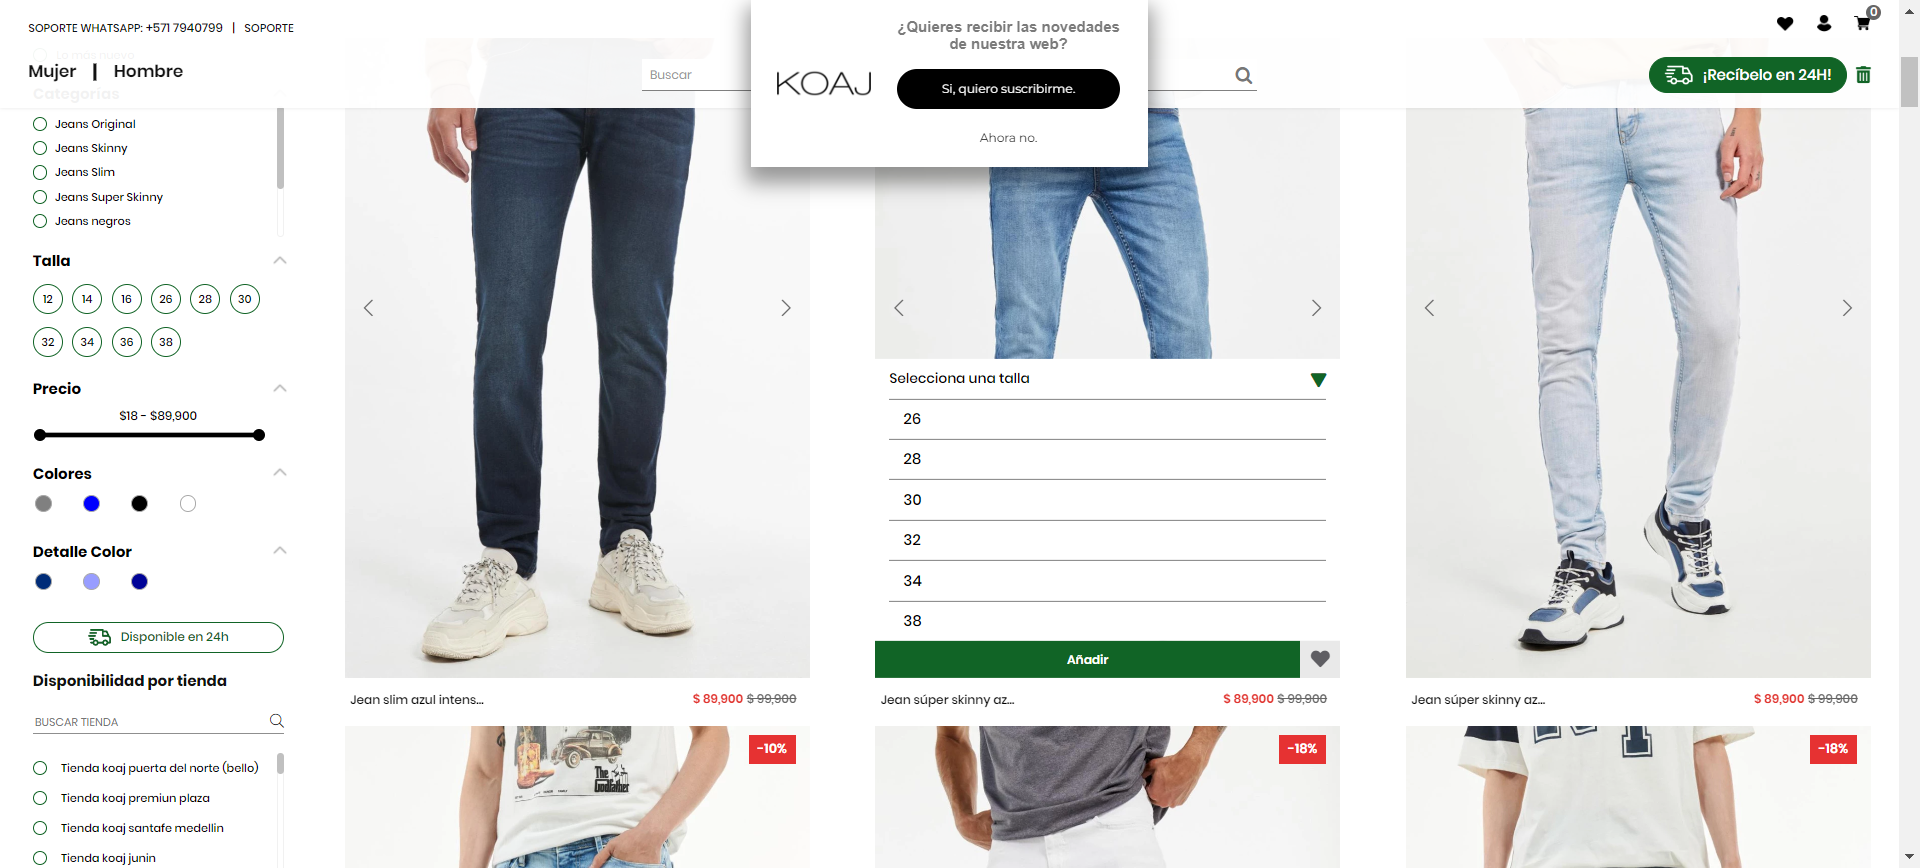 SOPORTE WHATSAPP: +571 7940799 | SOPORTE
0
Mujer | Hombre
Buscar
¿Quieres recibir las novedades
de nuestra web?
KOAJ
Si, quiero suscribirme.
Ahora no.
¡Recíbelo en 24H!
Lo más nuevo
Categorías
Jeans Original
Jeans Skinny
Jeans Slim
Jeans Super Skinny
Jeans negros
Talla
12 14 16 26 28 30
32 34 36 38
Precio
$18 - $89,900
Colores
Detalle Color
Disponible en 24h
Disponibilidad por tienda
BUSCAR TIENDA
Tienda koaj puerta del norte (bello)
Tienda koaj premiun plaza
Tienda koaj santafe medellin
Tienda koaj junin
Selecciona una talla
26
28
30
32
34
38
Añadir
Jean slim azul intens... $ 89,900 $ 99,900
Jean súper skinny az... $ 89,900 $ 99,900
Jean súper skinny az... $ 89,900 $ 99,900
-10%
-18%
-18%
The
Godfather